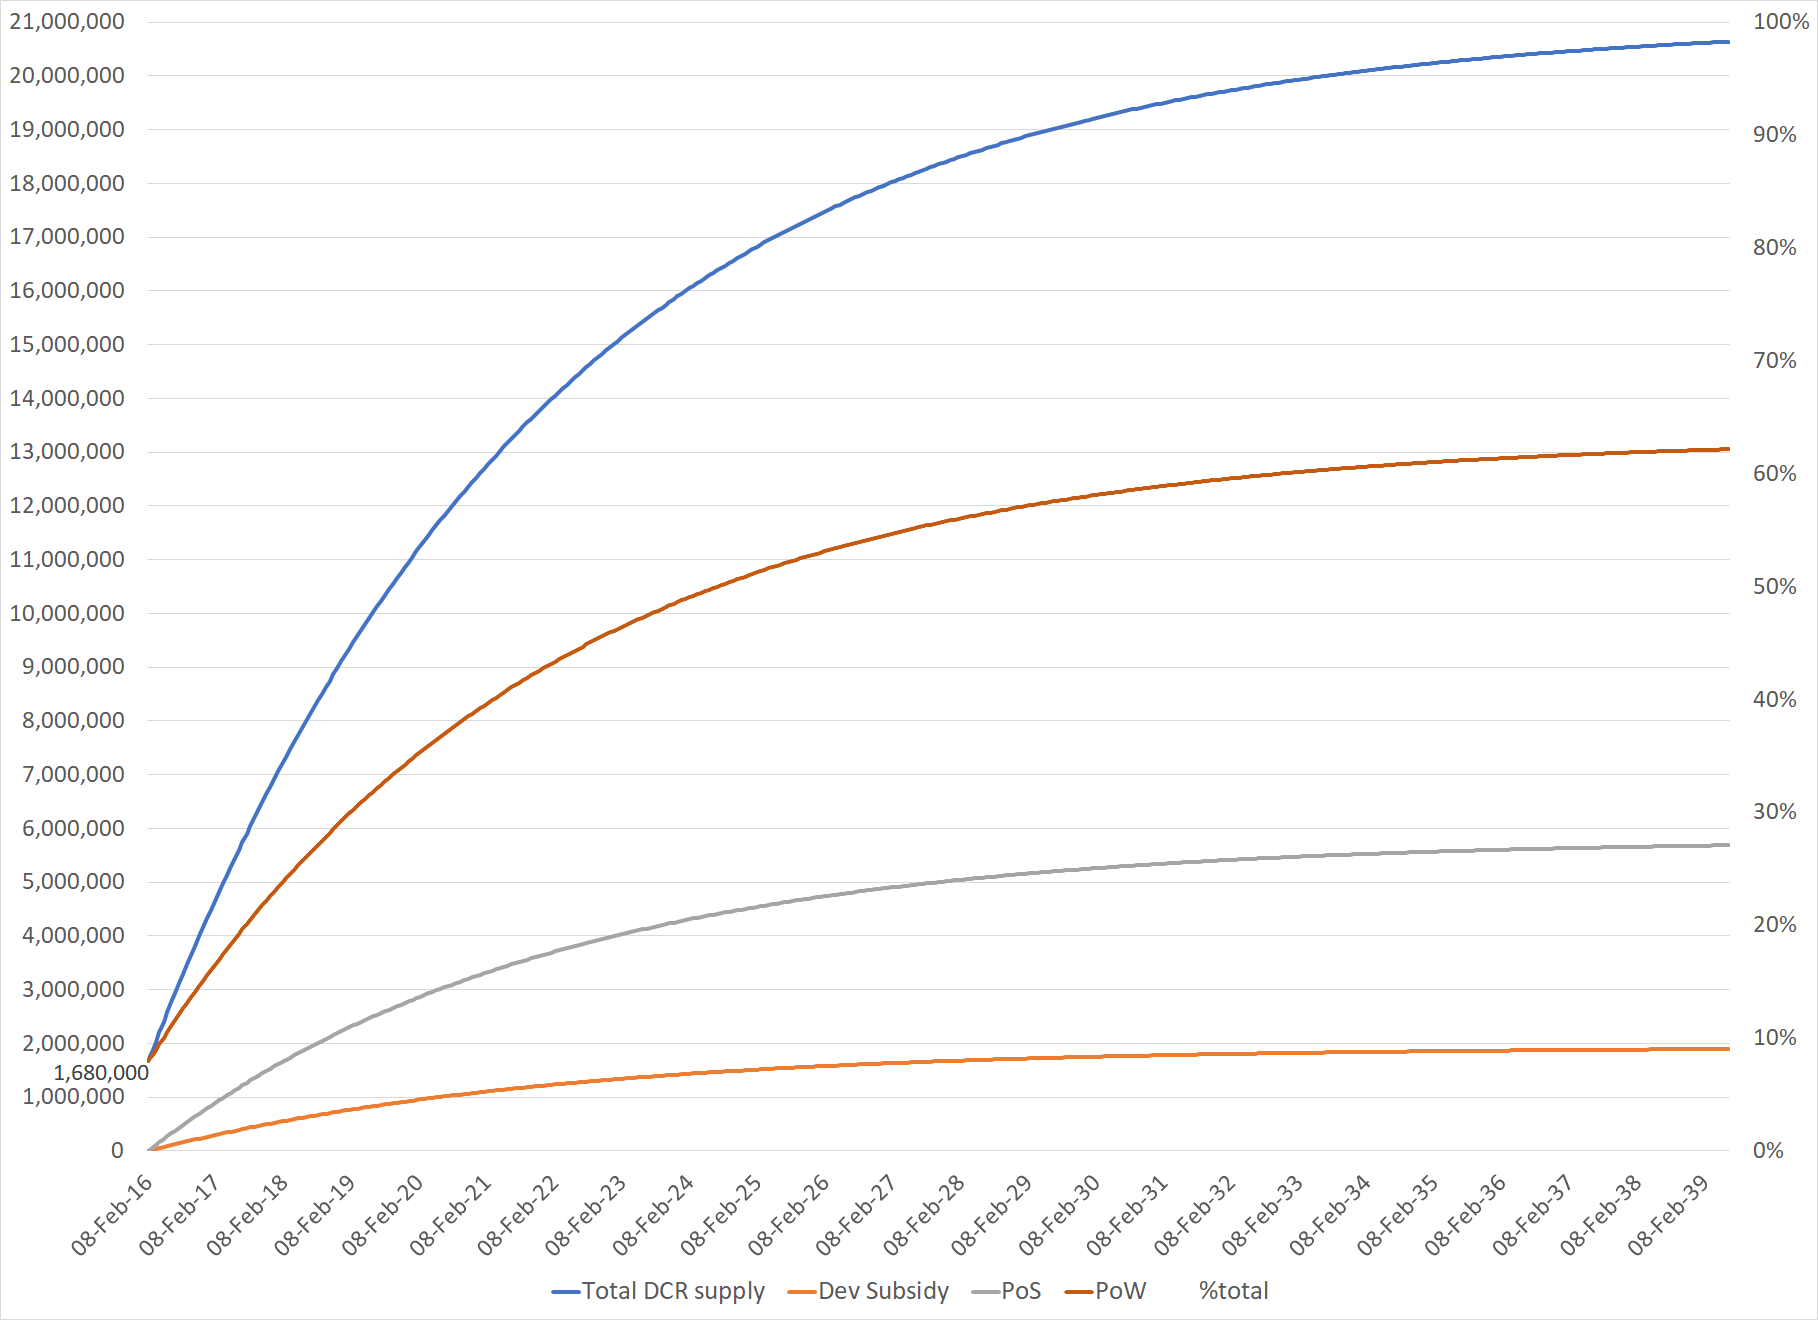 21,000,000
20,000,000
19,000,000
18,000,000
17,000,000
16,000,000
15,000,000
14,000,000
13,000,000
12,000,000
11,000,000
10,000,000
9,000,000
8,000,000
7,000,000
6,000,000
5,000,000
4,000,000
3,000,000
2,000,000
1,680,000
1,000,000
0
100%
90%
80%
70%
60%
50%
40%
30%
20%
10%
0%
08-Feb-16
08-Feb-17
08-Feb-18
08-Feb-19
08-Feb-20
08-Feb-21
08-Feb-22
08-Feb-23
08-Feb-24
08-Feb-25
08-Feb-26
08-Feb-27
08-Feb-28
08-Feb-29
08-Feb-30
08-Feb-31
08-Feb-32
08-Feb-33
08-Feb-34
08-Feb-35
08-Feb-36
08-Feb-37
08-Feb-38
08-Feb-39
Total DCR supply Dev Subsidy PoS PoW %total